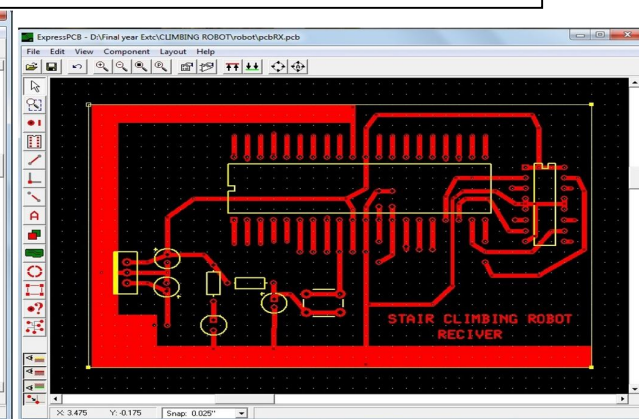 ExpressPCB - D:\Final year Extc\CLIMBING ROBOT\robot\pcbRX.pcb
File Edit View Component Layout Help
A
STAIR CLIMBING ROBOT
RECIVER
X: 3.475 Y: -0.175 Snap: 0.025"